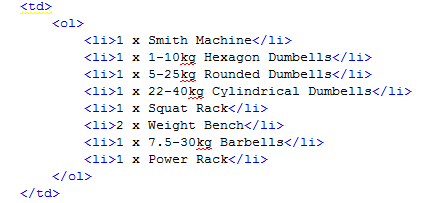 <td>
<ol>
<li>1 x Smith Machine</li>
<li>1 x 1-10kg Hexagon Dumbells</li>
<li>1 x 5-25kg Rounded Dumbells</li>
<li>1 x 22-40kg Cylindrical Dumbells</li>
<li>1 x Squat Rack</li>
<li>2 x Weight Bench</li>
<li>1 x 7.5-30kg Barbells</li>
<li>1 x Power Rack</li>
</ol>
</td>